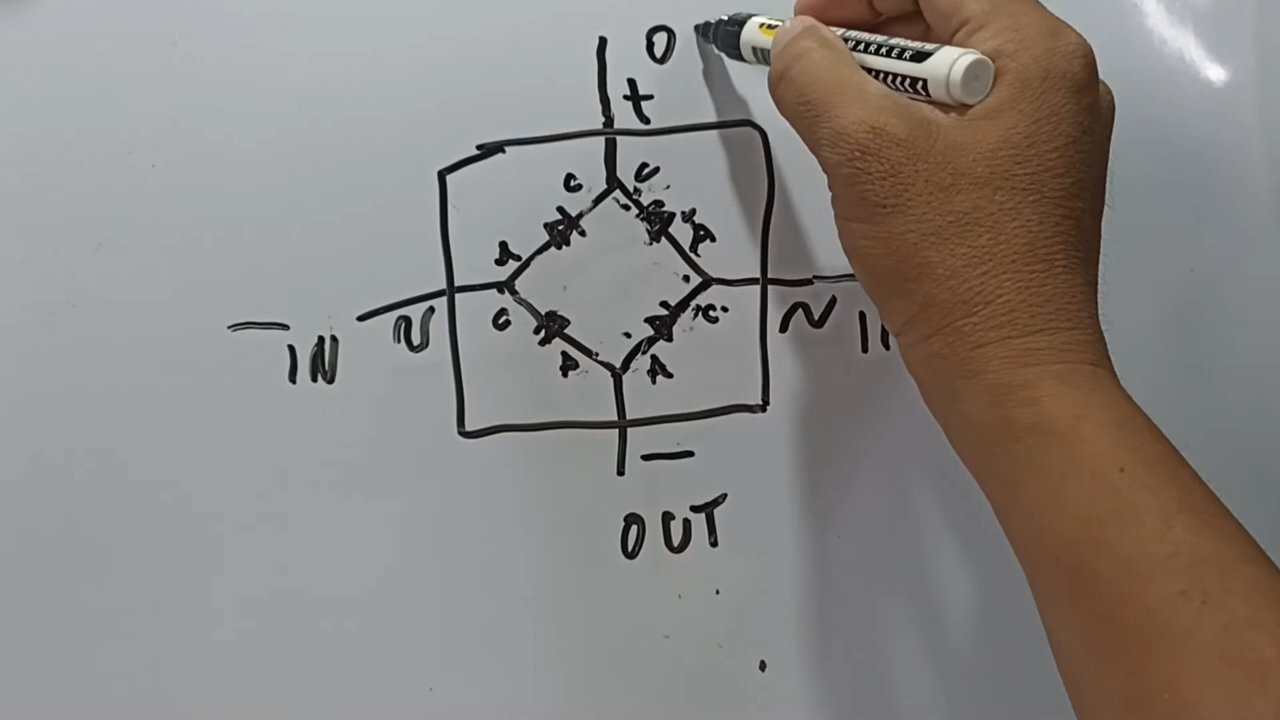 O
+
MARKER
C C
A A
~ ~
C C
A A
IN IN
—
OUT